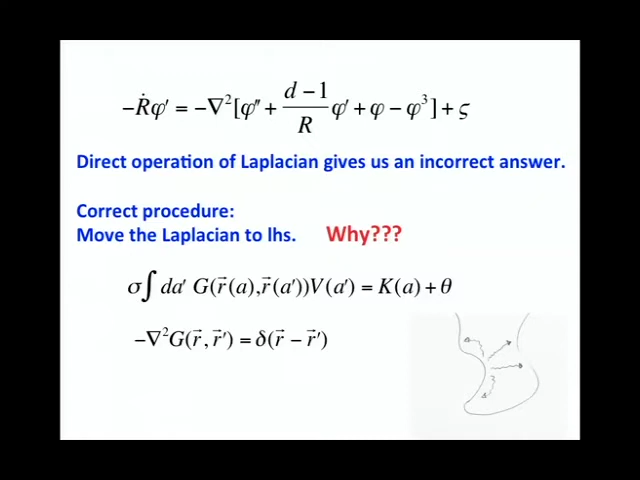 −Ṙφ′ = −∇²[φ″ + (d − 1)/R φ′ + φ − φ³] + ς
Direct operation of Laplacian gives us an incorrect answer.
Correct procedure:
Move the Laplacian to lhs. Why???
σ∫ da′ G(r⃗(a),r⃗(a′))V(a′) = K(a) + θ
−∇²G(r⃗, r⃗′) = δ(r⃗ − r⃗′)